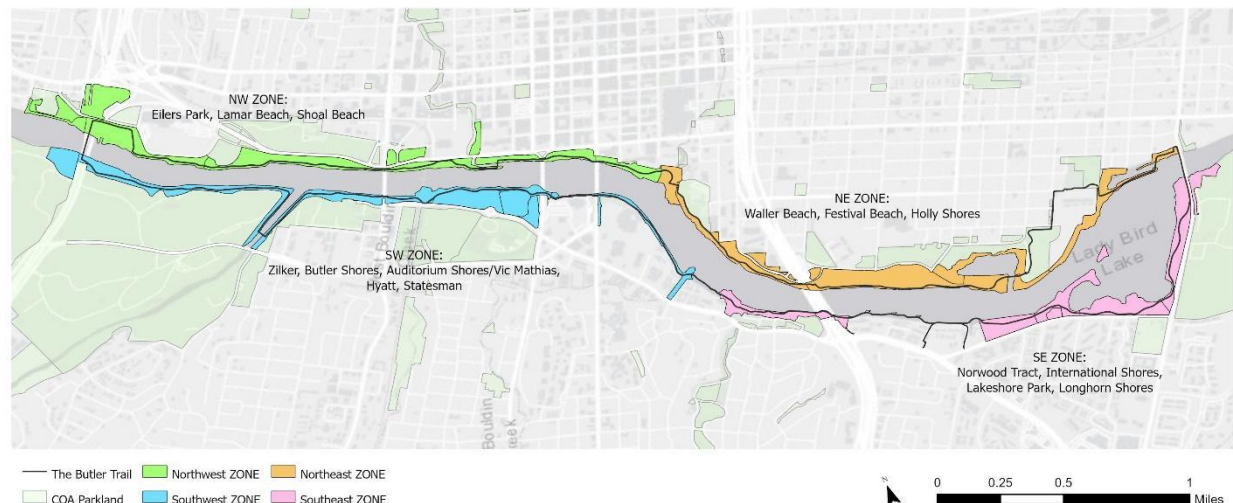 NW ZONE:
Eilers Park, Lamar Beach, Shoal Beach
NE ZONE:
Waller Beach, Festival Beach, Holly Shores
Lady Bird
Lake
SW ZONE:
Zilker, Butler Shores, Auditorium Shores/Vic Mathias,
Hyatt, Statesman
Bouldin
Bouldin
SE ZONE:
Norwood Tract, International Shores,
Lakeshore Park, Longhorn Shores
The Butler Trail
Northwest ZONE
Northeast ZONE
COA Parkland
Southwest ZONE
Southeast ZONE
N
0 0.25 0.5 1
Miles